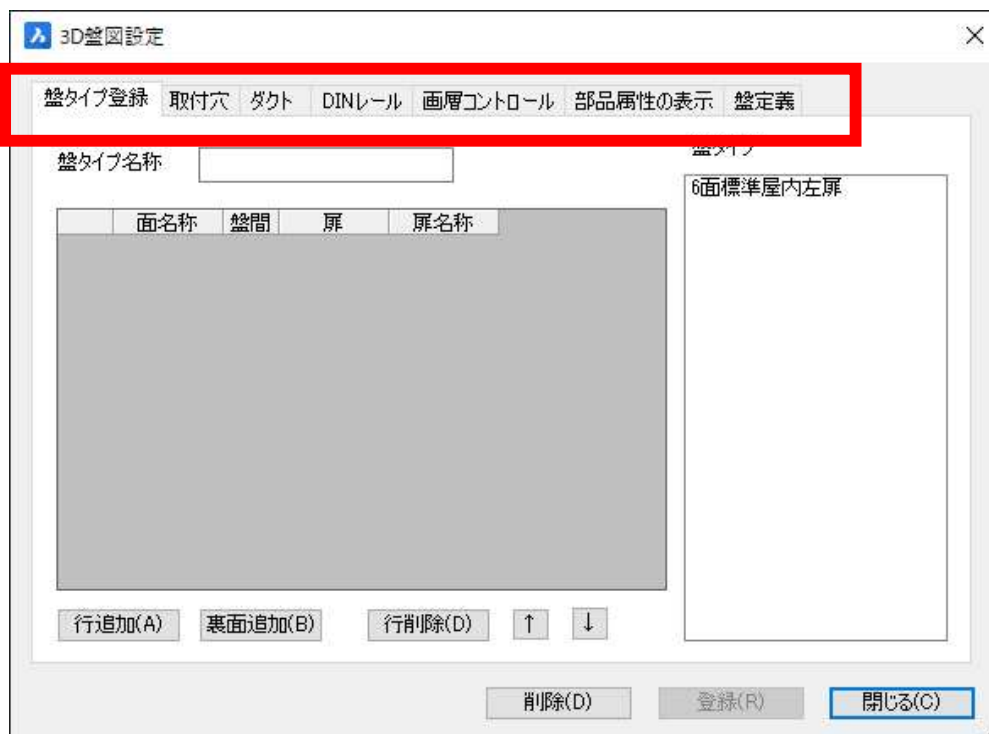 3D盤図設定
盤タイプ登録 取付穴 ダクト DINレール 画層コントロール 部品属性の表示 盤定義
盤タイプ名称
盤タイプ
6面標準屋内左扉
面名称 盤間 扉 扉名称
行追加(A) 裏面追加(B) 行削除(D) ↑ ↓
削除(D) 登録(R) 閉じる(C)